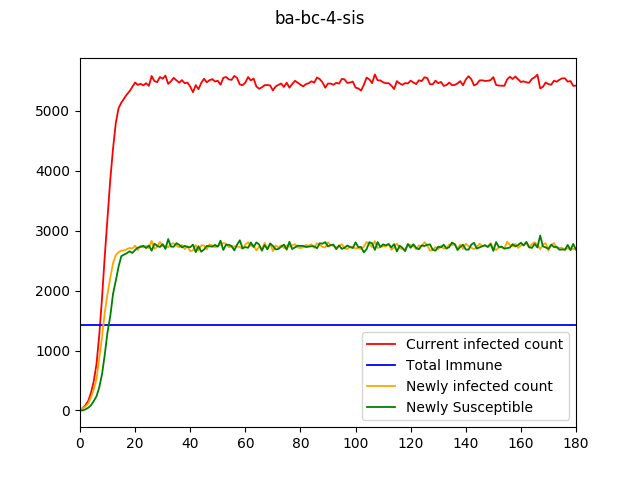 ba-bc-4-sis
5000
4000
3000
2000
1000
0
0 20 40 60 80 100 120 140 160 180
Current infected count
Total Immune
Newly infected count
Newly Susceptible